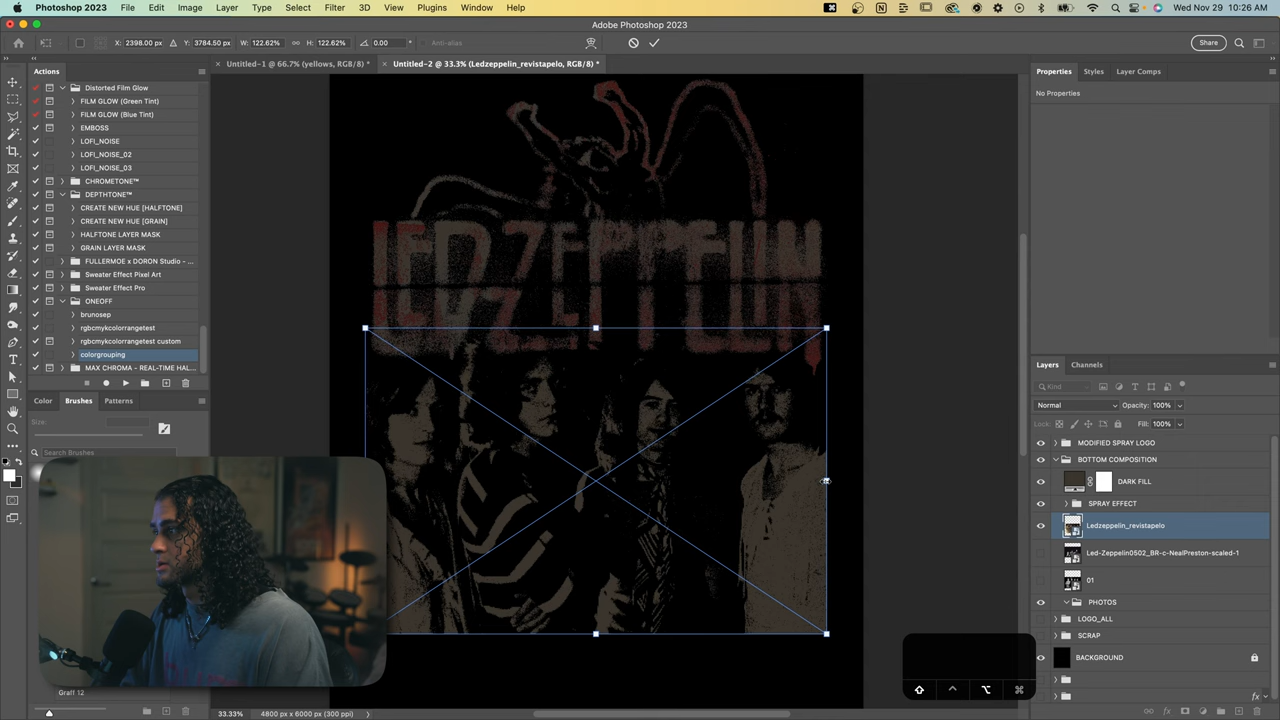 Photoshop 2023 File Edit Image Layer Type Select Filter 3D View Plugins Window Help Wed Nov 29 10:26 AM
Adobe Photoshop 2023
X: 2398.00 px Y: 3784.50 px W: 122.62% H: 122.62% 0.00 ° Anti-alias Share
Actions
Untitled-1 @ 66.7% (yellows, RGB/8) *
Untitled-2 @ 33.3% (Ledzeppelin_revistapelo, RGB/8) *
Properties Styles Layer Comps
No Properties
Distorted Film Glow
FILM GLOW (Green Tint)
FILM GLOW (Blue Tint)
EMBOSS
LOFI_NOISE
LOFI_NOISE_02
LOFI_NOISE_03
CHROMETONE™
DEPTHTONE™
CREATE NEW HUE [HALFTONE]
CREATE NEW HUE [GRAIN]
HALFTONE LAYER MASK
GRAIN LAYER MASK
FULLERMOE x DORON Studio - ...
Sweater Effect Pixel Art
Sweater Effect Pro
ONEOFF
brunosep
rgbcmykcolorrangetest
rgbcmykcolorrangetest custom
colorgrouping
MAX CHROMA - REAL-TIME HAL...
LED ZEPPELIN
Color Brushes Patterns
Size:
Search Brushes
Graff 12
Layers Channels
Kind
Normal Opacity: 100%
Lock: Fill: 100%
MODIFIED SPRAY LOGO
BOTTOM COMPOSITION
DARK FILL
SPRAY EFFECT
Ledzeppelin_revistapelo
Led-Zeppelin0502_BR-c-NealPreston-scaled-1
01
PHOTOS
LOGO_ALL
SCRAP
BACKGROUND
fx
33.33% 4800 px x 6000 px (300 ppi)